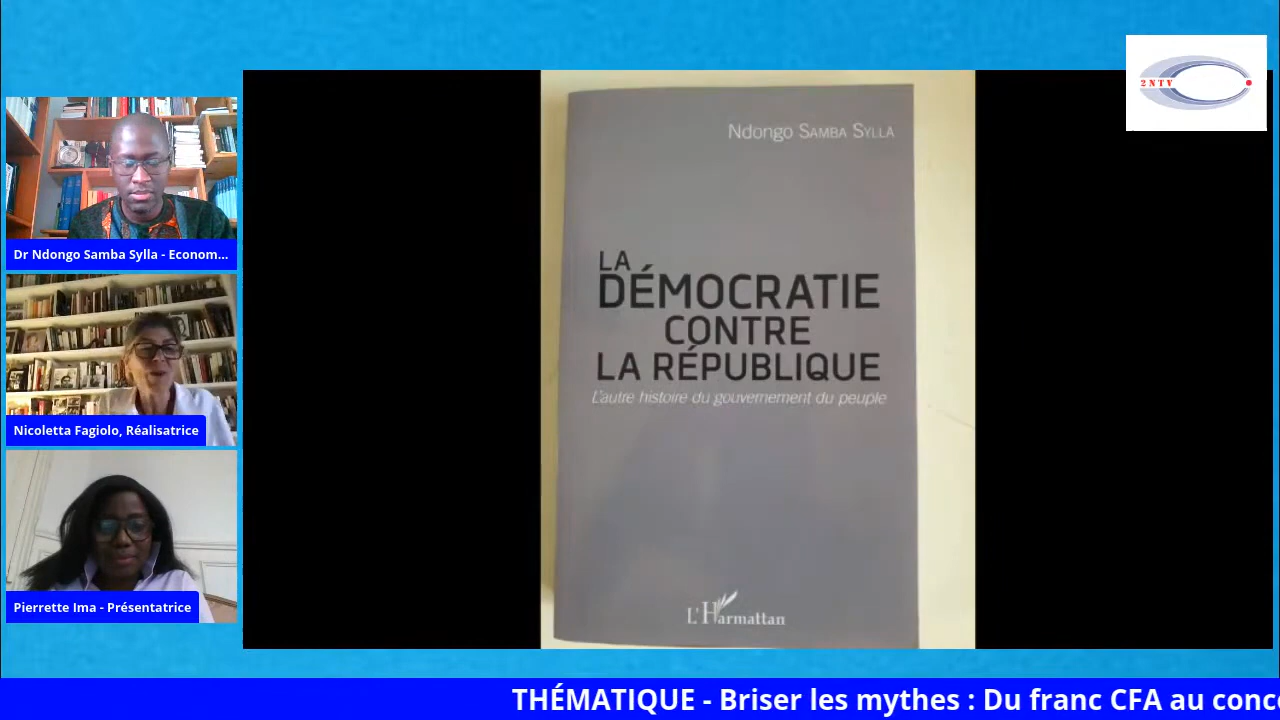 2NTV
Dr Ndongo Samba Sylla - Econom...
Nicoletta Fagiolo, Réalisatrice
Pierrette Ima - Présentatrice
Ndongo SAMBA SYLLA
LA
DÉMOCRATIE
CONTRE
LA RÉPUBLIQUE
L'autre histoire du gouvernement du peuple
L'Harmattan
THÉMATIQUE - Briser les mythes : Du franc CFA au conc